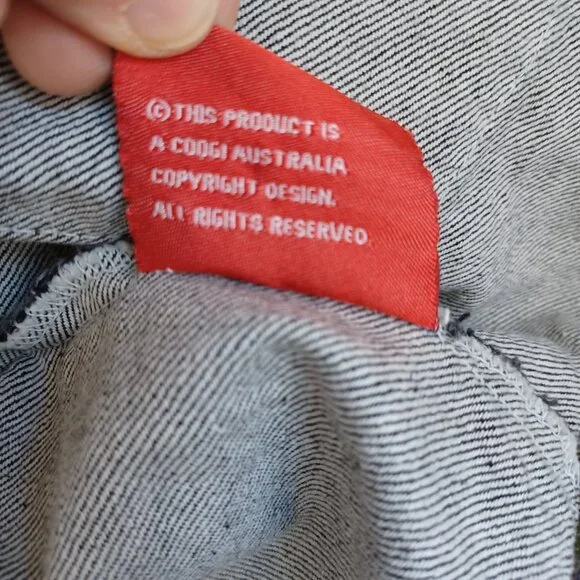 © THIS PRODUCT IS
A COOGI AUSTRALIA
COPYRIGHT DESIGN.
ALL RIGHTS RESERVED.